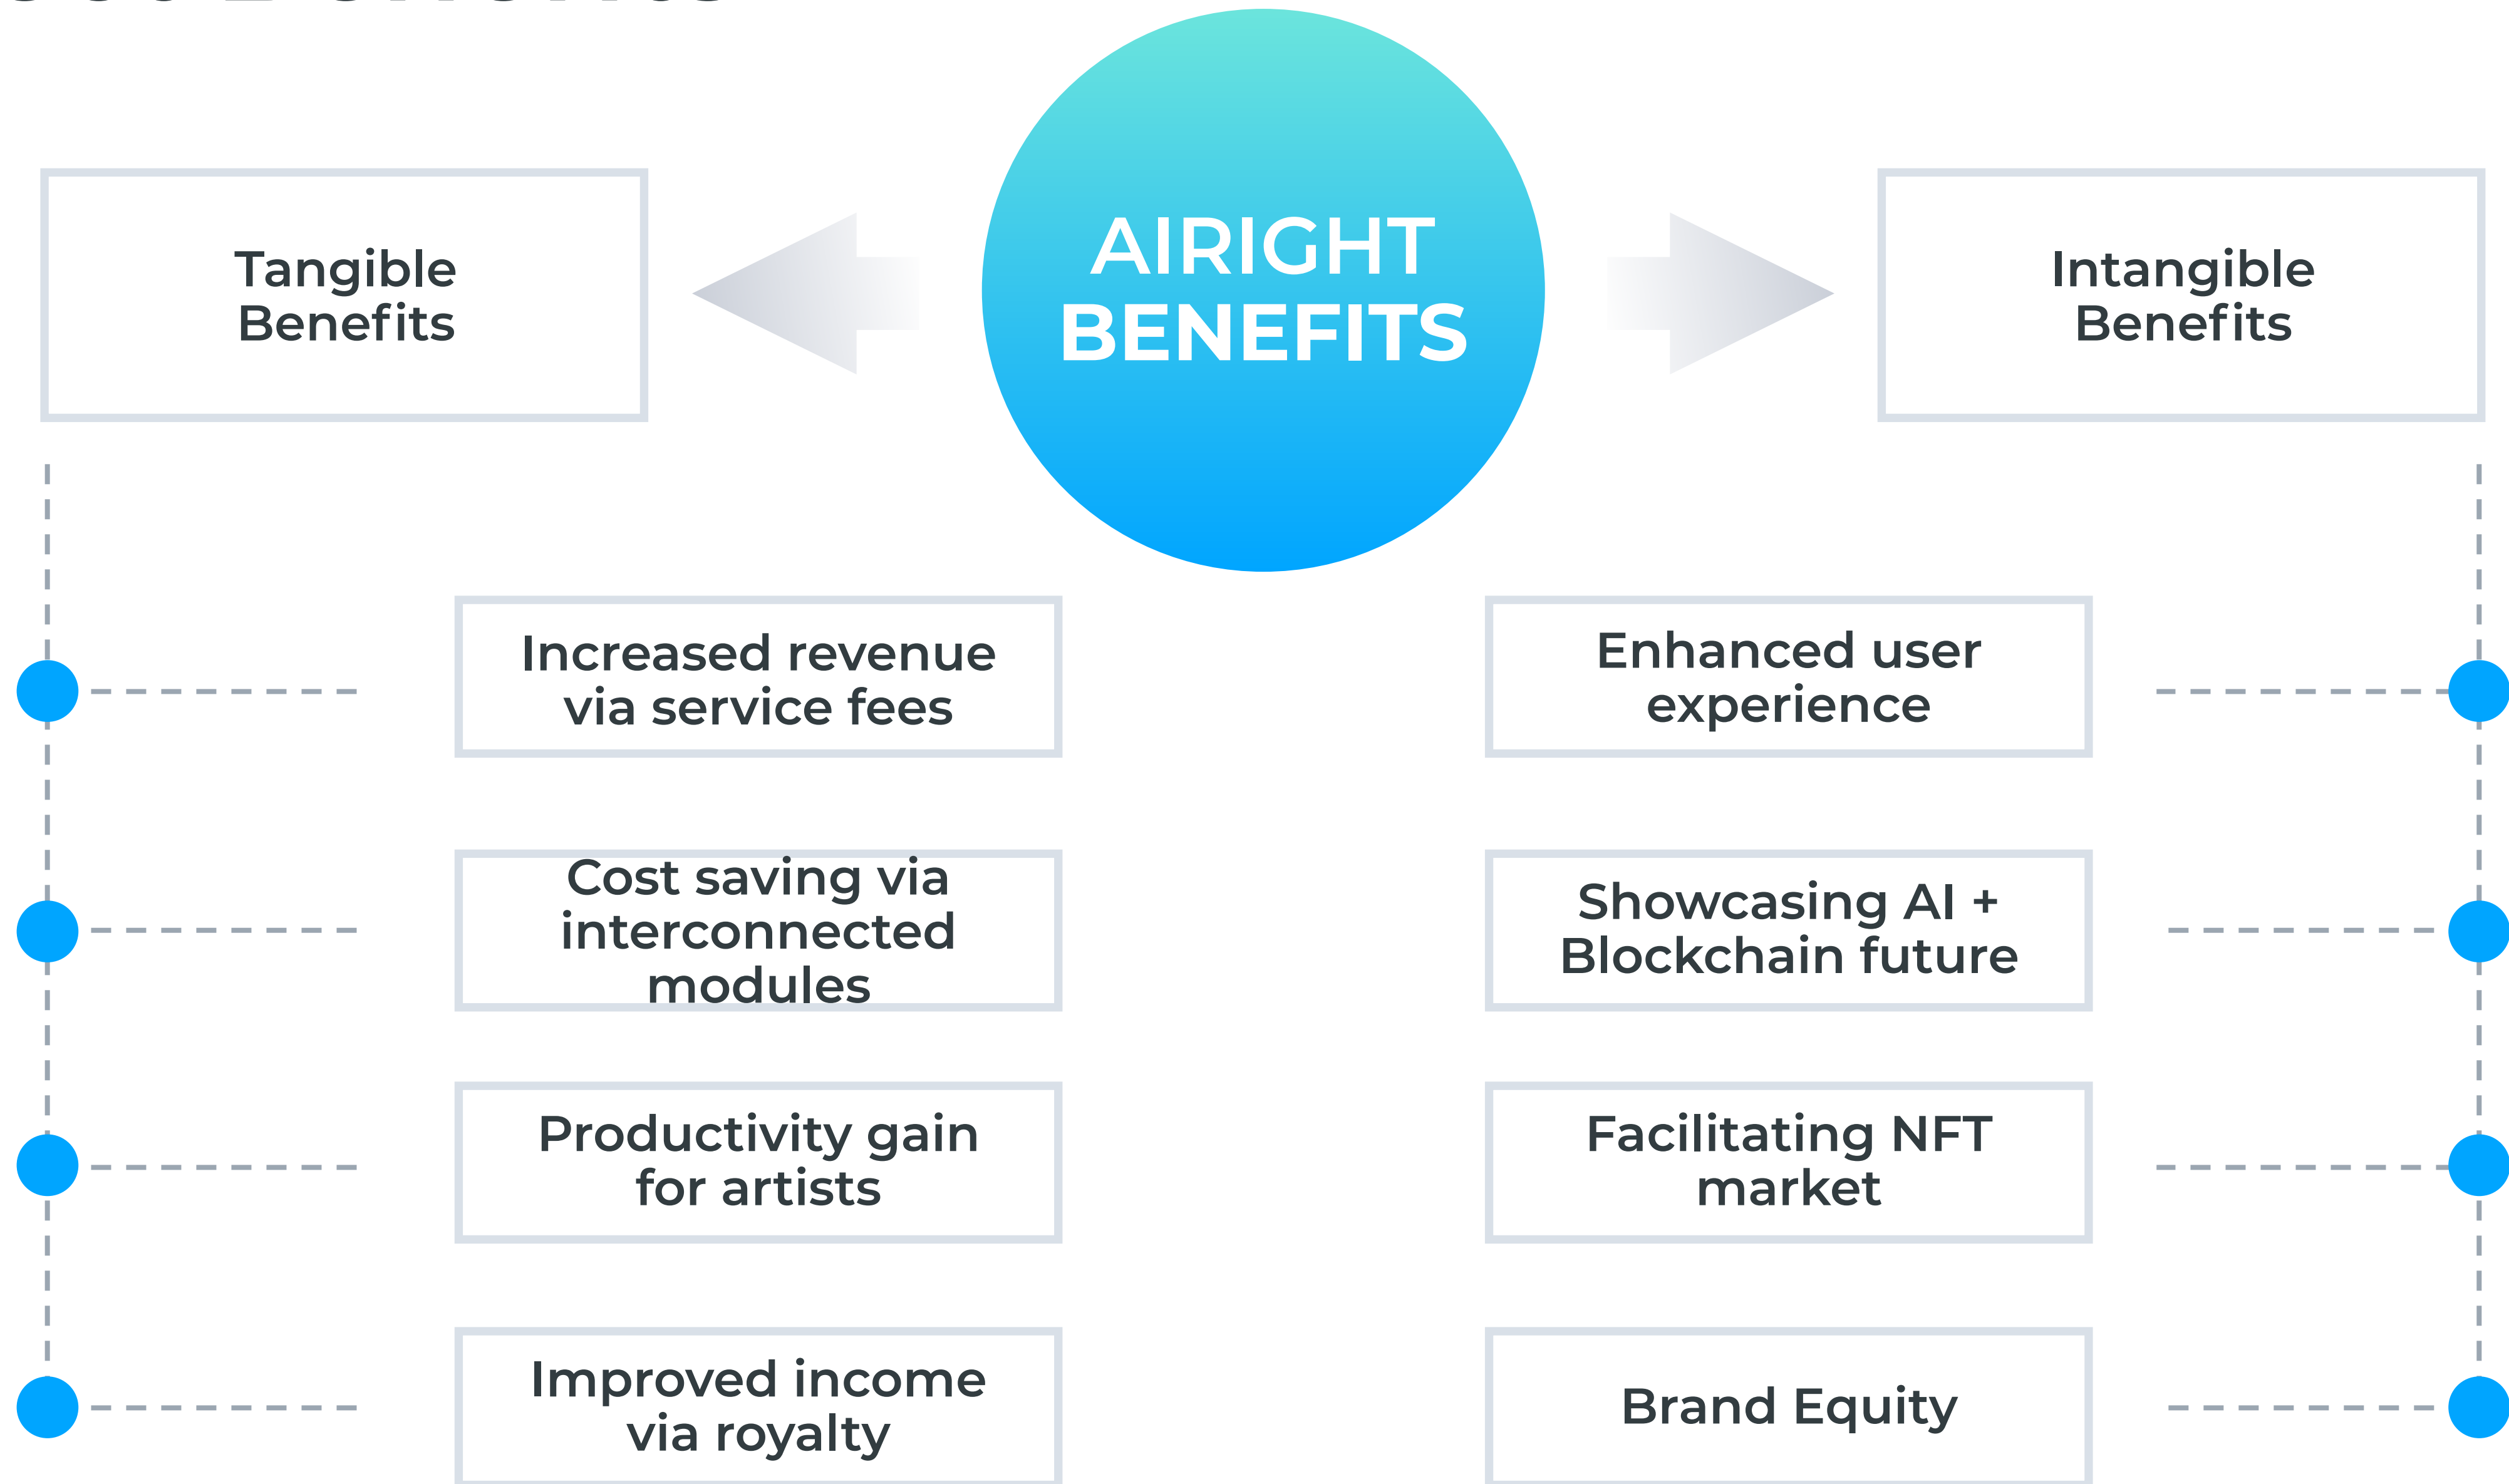 AIRIGHT
BENEFITS
Tangible
Benefits
Intangible
Benefits
Increased revenue
via service fees
Cost saving via
interconnected
modules
Productivity gain
for artists
Improved income
via royalty
Enhanced user
experience
Showcasing AI +
Blockchain future
Facilitating NFT
market
Brand Equity